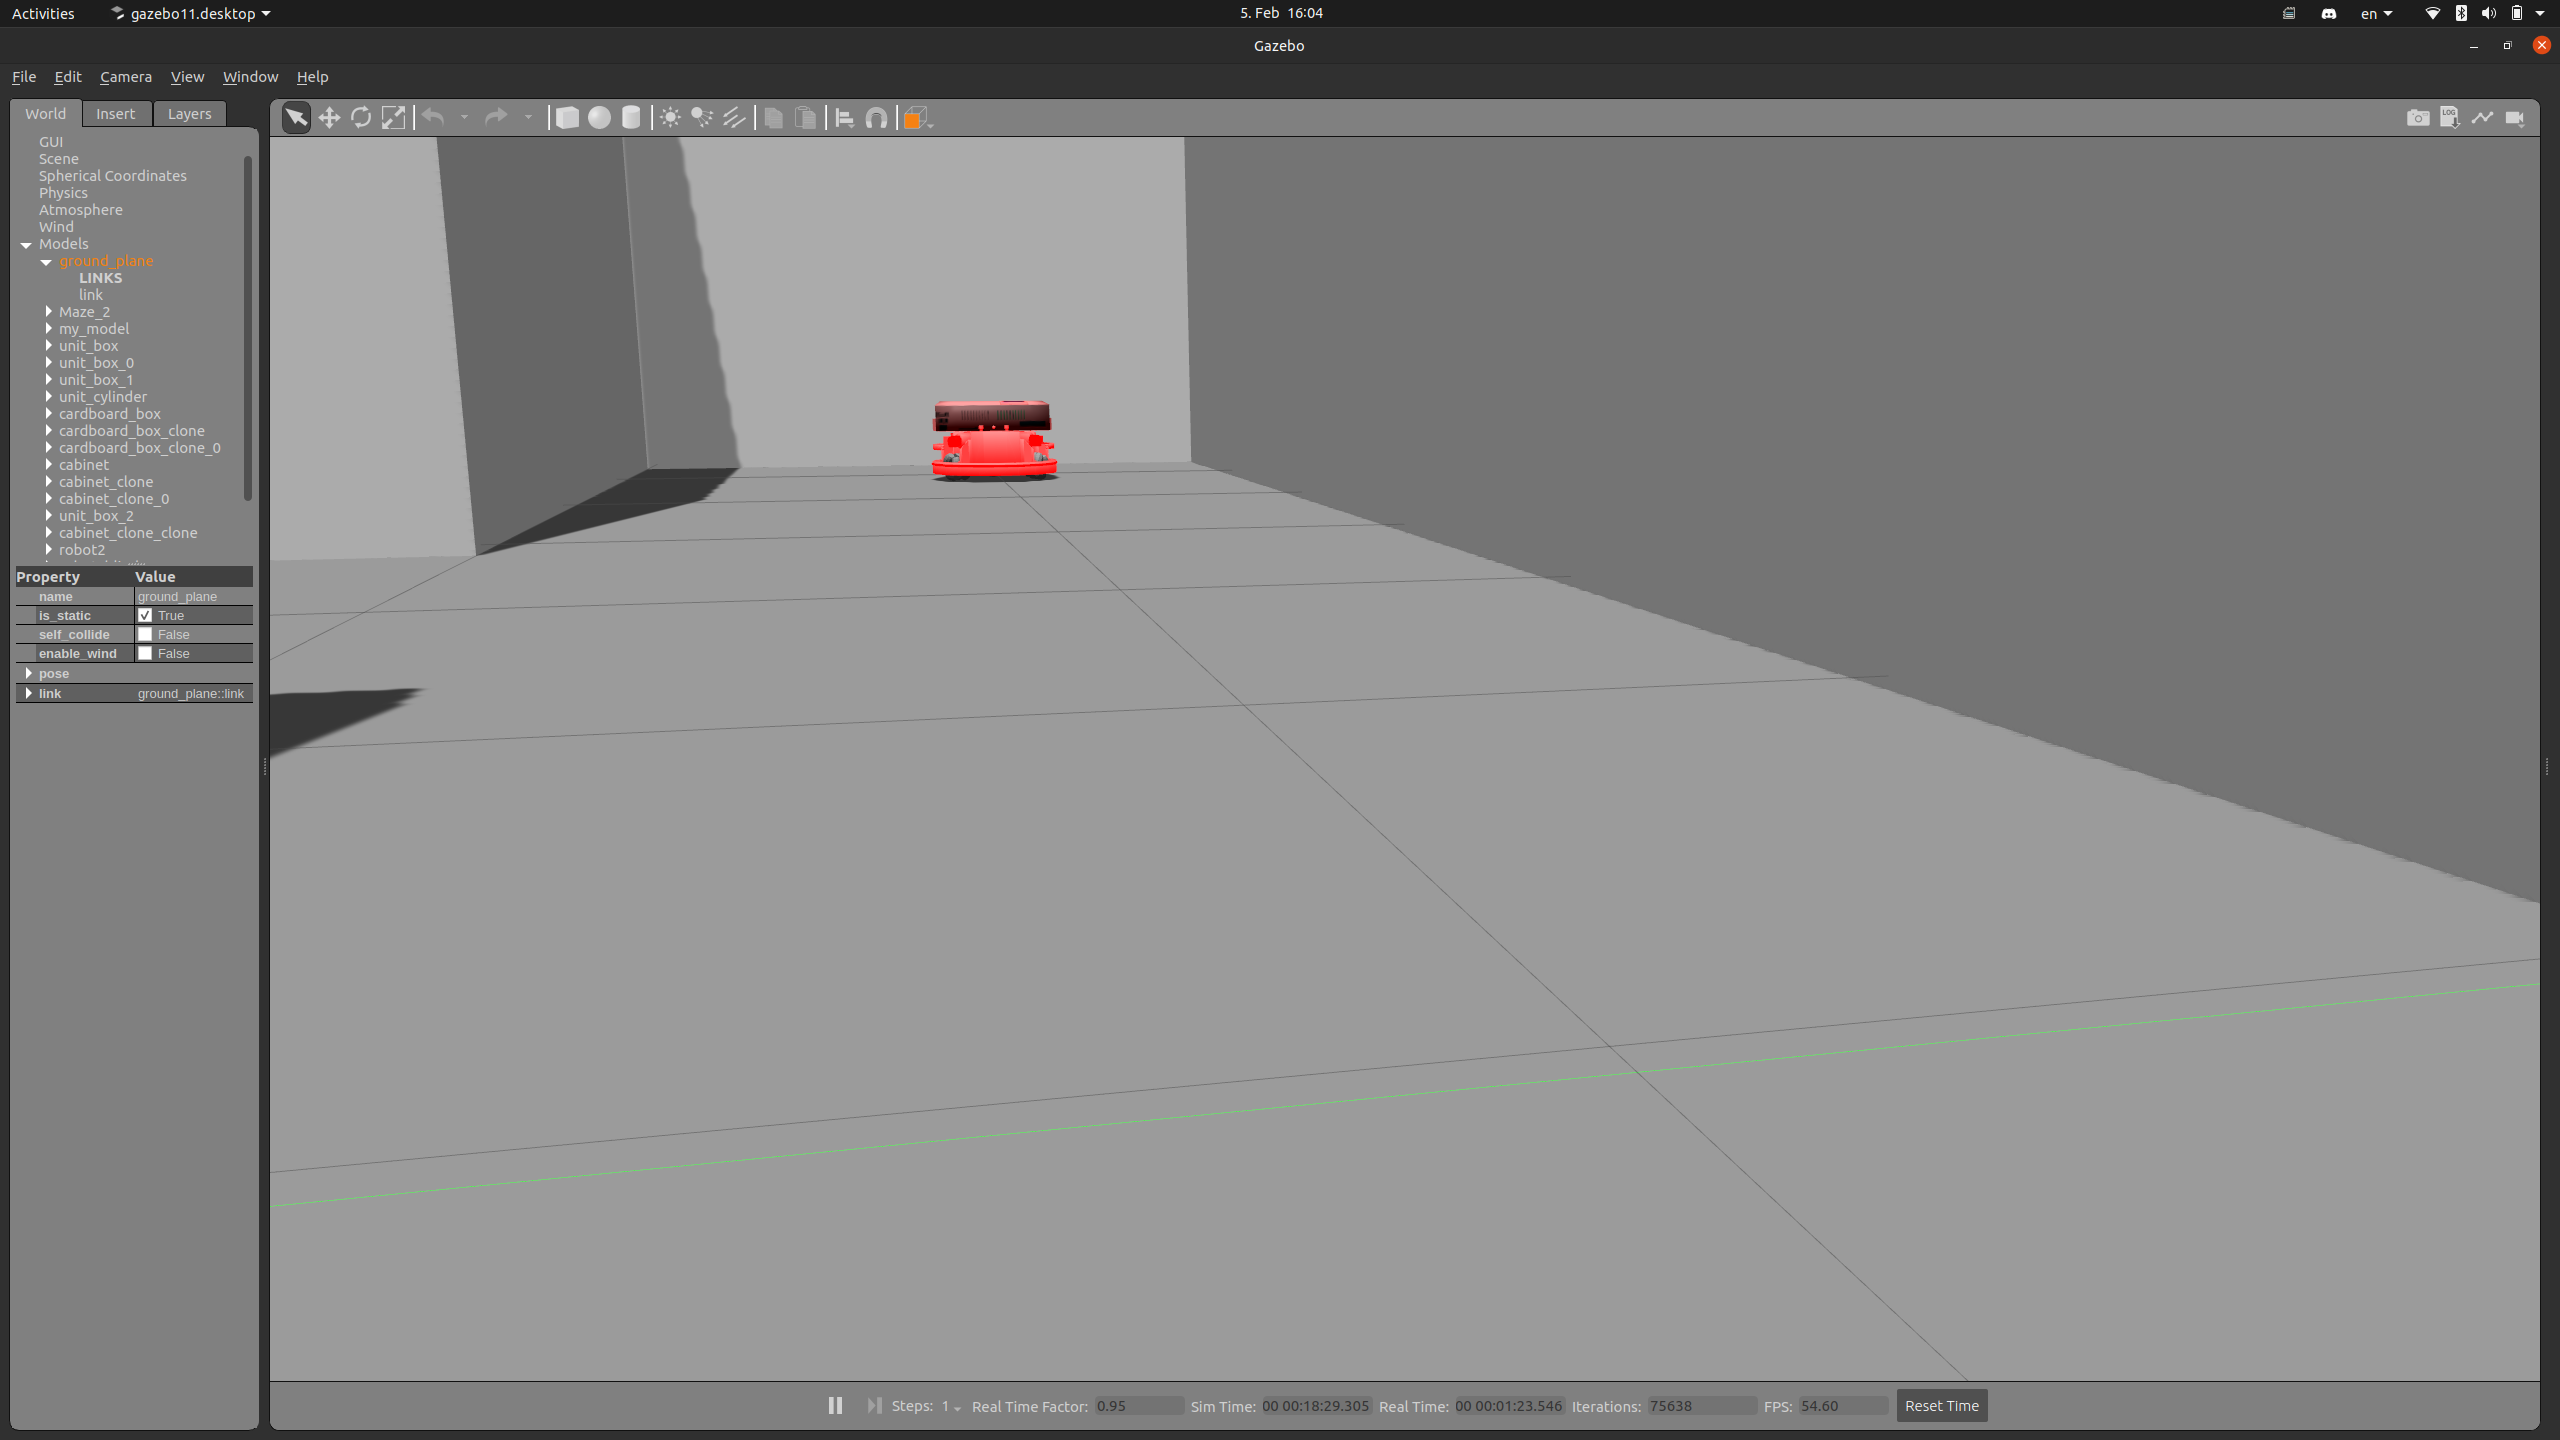 Activities gazebo11.desktop 5. Feb 16:04 en
Gazebo
File Edit Camera View Window Help
World Insert Layers
GUI
Scene
Spherical Coordinates
Physics
Atmosphere
Wind
Models
ground_plane
LINKS
link
Maze_2
my_model
unit_box
unit_box_0
unit_box_1
unit_cylinder
cardboard_box
cardboard_box_clone
cardboard_box_clone_0
cabinet
cabinet_clone
cabinet_clone_0
unit_box_2
cabinet_clone_clone
robot2
Property Value
name ground_plane
is_static True
self_collide False
enable_wind False
pose
link ground_plane::link
LOG
Steps: 1 Real Time Factor: 0.95 Sim Time: 00 00:18:29.305 Real Time: 00 00:01:23.546 Iterations: 75638 FPS: 54.60 Reset Time